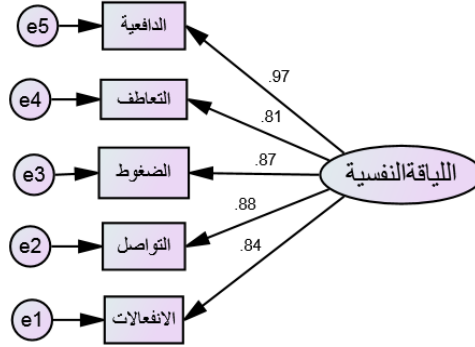 e5
الدافعية
.97
e4
التعاطف
.81
e3
الضغوط
.87
اللياقةالنفسية
e2
التواصل
.88
e1
الانفعالات
.84